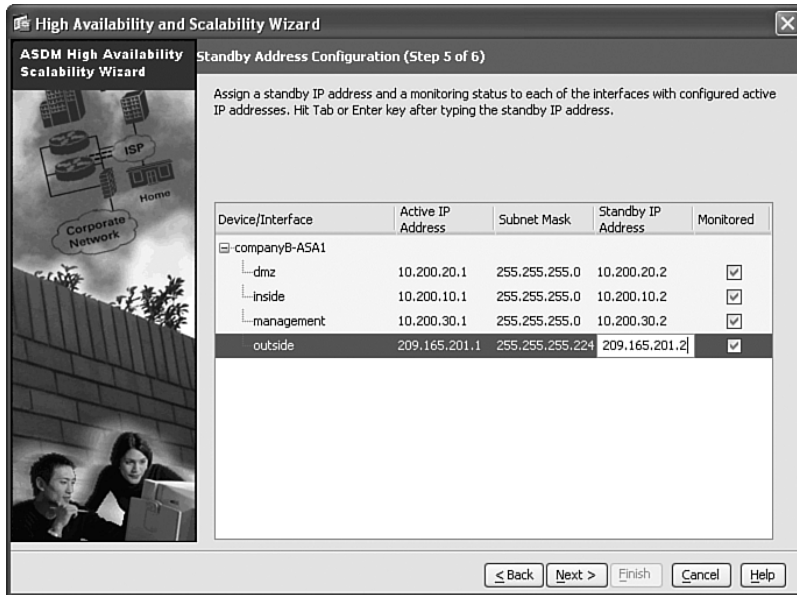 High Availability and Scalability Wizard
ASDM High Availability
Scalability Wizard
ISP
Home
Corporate
Network
Standby Address Configuration (Step 5 of 6)
Assign a standby IP address and a monitoring status to each of the interfaces with configured active
IP addresses. Hit Tab or Enter key after typing the standby IP address.
Device/Interface Active IP Address Subnet Mask Standby IP Address Monitored
companyB-ASA1
dmz 10.200.20.1 255.255.255.0 10.200.20.2
inside 10.200.10.1 255.255.255.0 10.200.10.2
management 10.200.30.1 255.255.255.0 10.200.30.2
outside 209.165.201.1 255.255.255.224 209.165.201.2
< Back Next > Finish Cancel Help